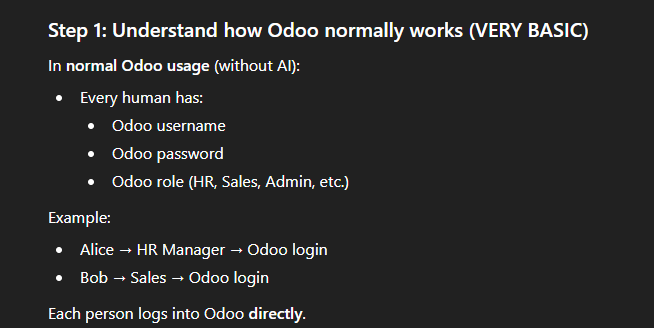 Step 1: Understand how Odoo normally works (VERY BASIC)
In normal Odoo usage (without AI):
• Every human has:
• Odoo username
• Odoo password
• Odoo role (HR, Sales, Admin, etc.)
Example:
• Alice → HR Manager → Odoo login
• Bob → Sales → Odoo login
Each person logs into Odoo directly.